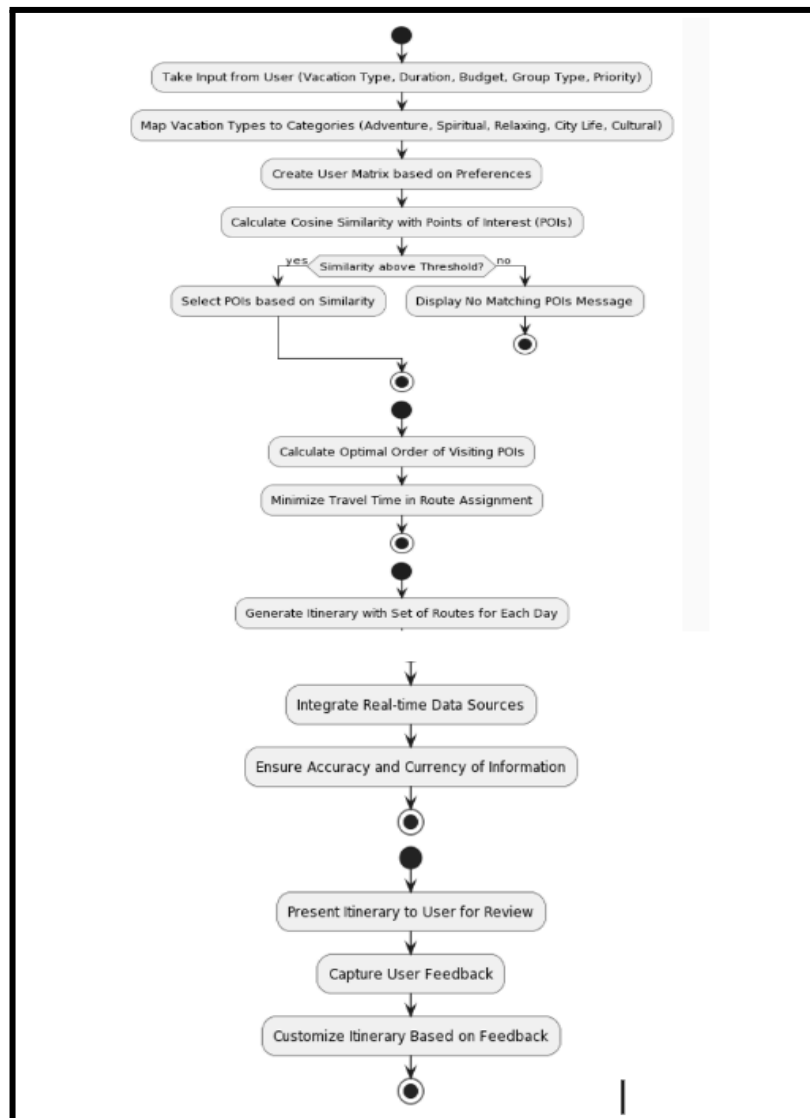 Take Input from User (Vacation Type, Duration, Budget, Group Type, Priority)
Map Vacation Types to Categories (Adventure, Spiritual, Relaxing, City Life, Cultural)
Create User Matrix based on Preferences
Calculate Cosine Similarity with Points of Interest (POIs)
yes
Similarity above Threshold?
no
Select POIs based on Similarity
Display No Matching POIs Message
Calculate Optimal Order of Visiting POIs
Minimize Travel Time in Route Assignment
Generate Itinerary with Set of Routes for Each Day
Integrate Real-time Data Sources
Ensure Accuracy and Currency of Information
Present Itinerary to User for Review
Capture User Feedback
Customize Itinerary Based on Feedback